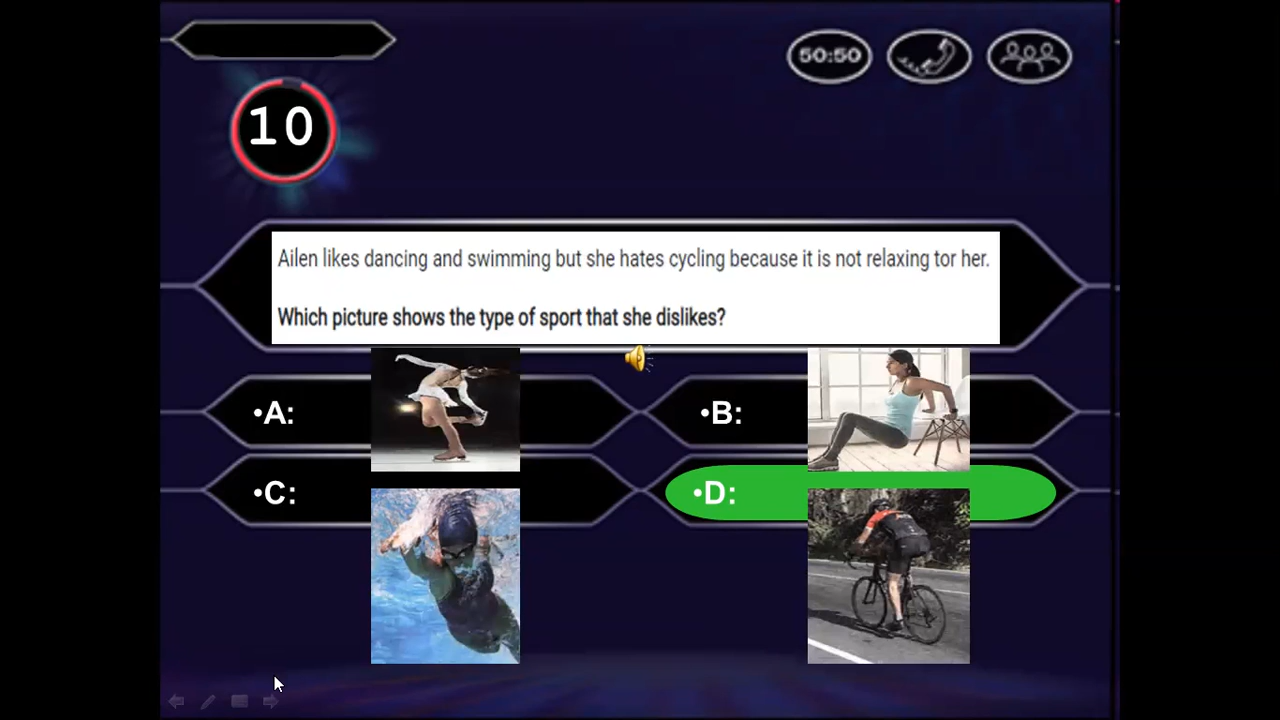 50:50
10
Ailen likes dancing and swimming but she hates cycling because it is not relaxing tor her.
Which picture shows the type of sport that she dislikes?
•A:
•B:
•C:
•D: